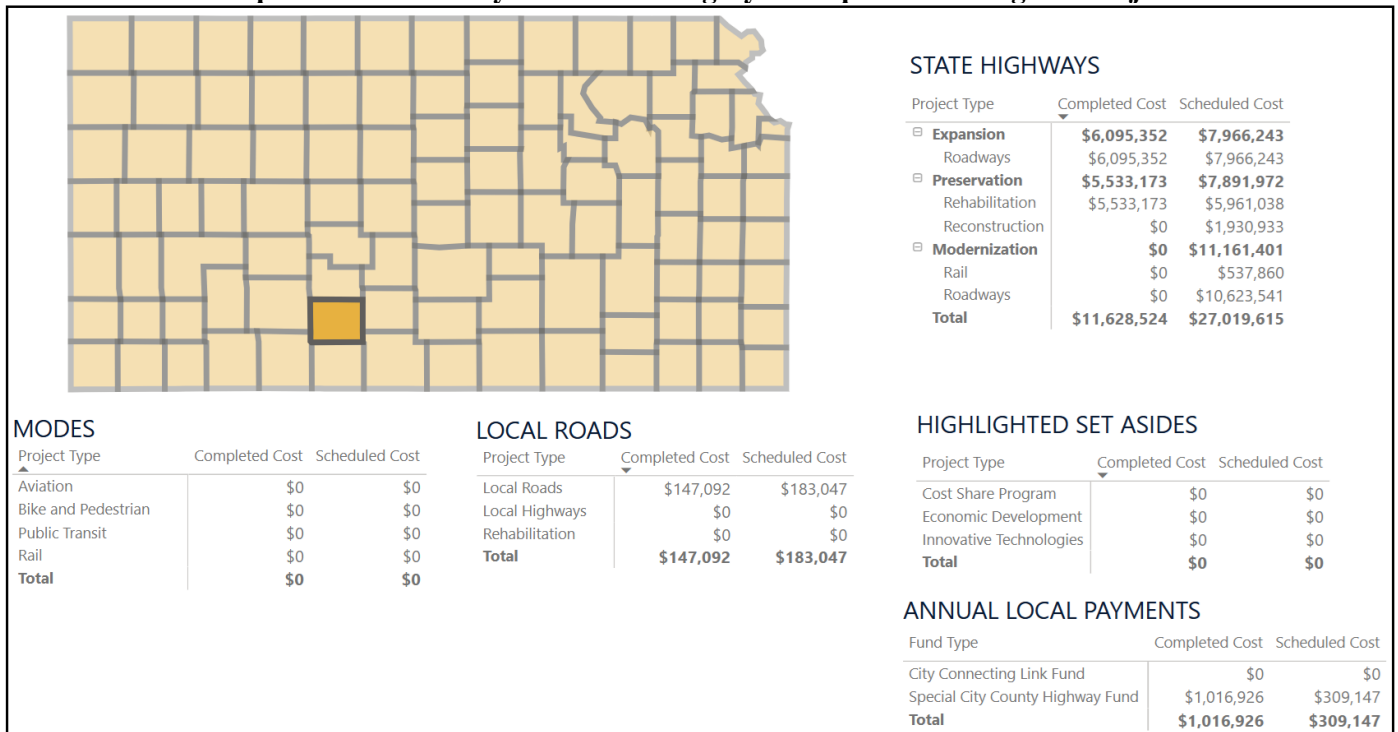 STATE HIGHWAYS
Project Type Completed Cost Scheduled Cost
Expansion $6,095,352 $7,966,243
Roadways $6,095,352 $7,966,243
Preservation $5,533,173 $7,891,972
Rehabilitation $5,533,173 $5,961,038
Reconstruction $0 $1,930,933
Modernization $0 $11,161,401
Rail $0 $537,860
Roadways $0 $10,623,541
Total $11,628,524 $27,019,615
MODES
Project Type Completed Cost Scheduled Cost
Aviation $0 $0
Bike and Pedestrian $0 $0
Public Transit $0 $0
Rail $0 $0
Total $0 $0
LOCAL ROADS
Project Type Completed Cost Scheduled Cost
Local Roads $147,092 $183,047
Local Highways $0 $0
Rehabilitation $0 $0
Total $147,092 $183,047
HIGHLIGHTED SET ASIDES
Project Type Completed Cost Scheduled Cost
Cost Share Program $0 $0
Economic Development $0 $0
Innovative Technologies $0 $0
Total $0 $0
ANNUAL LOCAL PAYMENTS
Fund Type Completed Cost Scheduled Cost
City Connecting Link Fund $0 $0
Special City County Highway Fund $1,016,926 $309,147
Total $1,016,926 $309,147